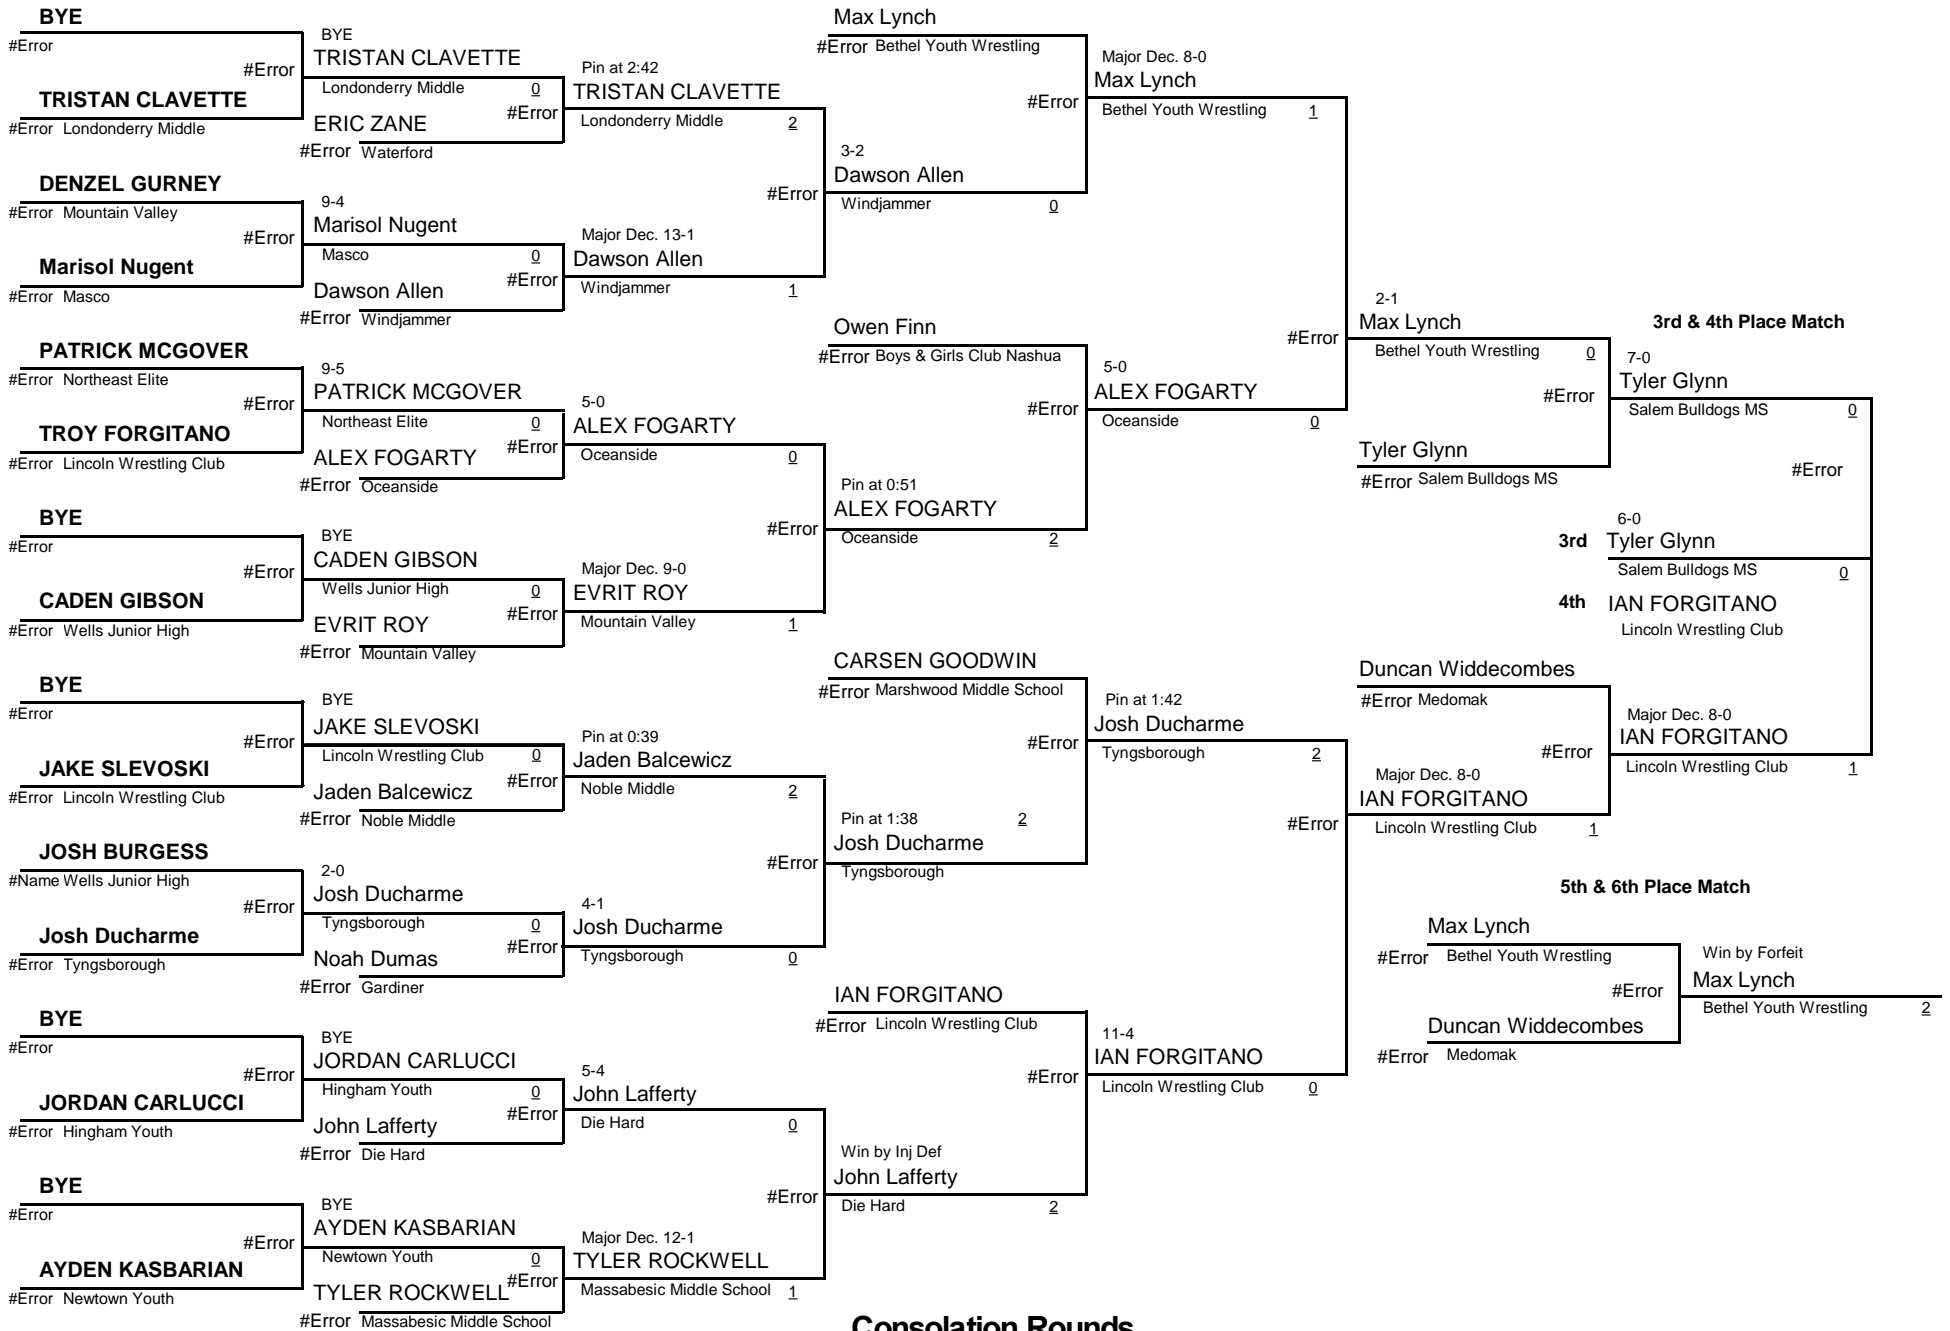 BYE
#Error
#Error
TRISTAN CLAVETTE
#Error Londonderry Middle
DENZEL GURNEY
#Error Mountain Valley
#Error
Marisol Nugent
#Error Masco
PATRICK MCGOVER
#Error Northeast Elite
#Error
TROY FORGITANO
#Error Lincoln Wrestling Club
BYE
#Error
#Error
CADEN GIBSON
#Error Wells Junior High
BYE
#Error
#Error
JAKE SLEVOSKI
#Error Lincoln Wrestling Club
JOSH BURGESS
#Name Wells Junior High
#Error
Josh Ducharme
#Error Tyngsborough
BYE
#Error
#Error
JORDAN CARLUCCI
#Error Hingham Youth
BYE
#Error
#Error
AYDEN KASBARIAN
#Error Newtown Youth
BYE
TRISTAN CLAVETTE
Londonderry Middle 0
#Error
ERIC ZANE
#Error Waterford
9-4
Marisol Nugent
Masco 0
#Error
Dawson Allen
#Error Windjammer
9-5
PATRICK MCGOVER
Northeast Elite 0
#Error
ALEX FOGARTY
#Error Oceanside
BYE
CADEN GIBSON
Wells Junior High 0
#Error
EVRIT ROY
#Error Mountain Valley
BYE
JAKE SLEVOSKI
Lincoln Wrestling Club 0
#Error
Jaden Balcewicz
#Error Noble Middle
2-0
Josh Ducharme
Tyngsborough 0
#Error
Noah Dumas
#Error Gardiner
BYE
JORDAN CARLUCCI
Hingham Youth 0
#Error
John Lafferty
#Error Die Hard
BYE
AYDEN KASBARIAN
Newtown Youth 0
#Error
TYLER ROCKWELL
#Error Massabesic Middle School
Pin at 2:42
TRISTAN CLAVETTE
Londonderry Middle 2
#Error
Major Dec. 13-1
Dawson Allen
Windjammer 1
5-0
ALEX FOGARTY
Oceanside 0
#Error
Major Dec. 9-0
EVRIT ROY
Mountain Valley 1
Pin at 0:39
Jaden Balcewicz
Noble Middle 2
#Error
4-1
Josh Ducharme
Tyngsborough 0
5-4
John Lafferty
Die Hard 0
#Error
Major Dec. 12-1
TYLER ROCKWELL
Massabesic Middle School 1
Max Lynch
#Error Bethel Youth Wrestling
#Error
3-2
Dawson Allen
Windjammer 0
Owen Finn
#Error Boys & Girls Club Nashua
#Error
Pin at 0:51
ALEX FOGARTY
Oceanside 2
CARSEN GOODWIN
#Error Marshwood Middle School
#Error
Pin at 1:38 2
Josh Ducharme
Tyngsborough
IAN FORGITANO
#Error Lincoln Wrestling Club
#Error
Win by Inj Def
John Lafferty
Die Hard 2
Major Dec. 8-0
Max Lynch
Bethel Youth Wrestling 1
#Error
5-0
ALEX FOGARTY
Oceanside 0
Pin at 1:42
Josh Ducharme
Tyngsborough 2
#Error
11-4
IAN FORGITANO
Lincoln Wrestling Club 0
2-1
Max Lynch
Bethel Youth Wrestling 0
#Error
Tyler Glynn
#Error Salem Bulldogs MS
Duncan Widdecombes
#Error Medomak
#Error
Major Dec. 8-0
IAN FORGITANO
Lincoln Wrestling Club 1
3rd & 4th Place Match
7-0
Tyler Glynn
Salem Bulldogs MS 0
#Error
6-0
3rd Tyler Glynn
Salem Bulldogs MS 0
4th IAN FORGITANO
Lincoln Wrestling Club
Major Dec. 8-0
IAN FORGITANO
Lincoln Wrestling Club 1
5th & 6th Place Match
Max Lynch
#Error Bethel Youth Wrestling
#Error
Duncan Widdecombes
#Error Medomak
Win by Forfeit
Max Lynch
Bethel Youth Wrestling 2
Consolation Rounds